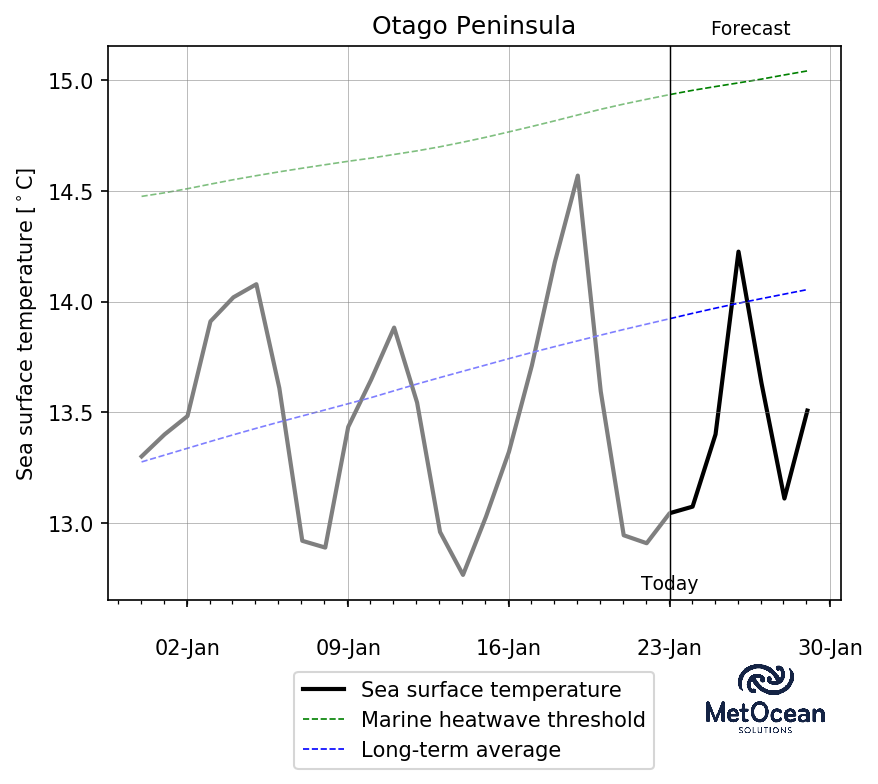 Otago Peninsula
Forecast
Sea surface temperature [°C]
15.0
14.5
14.0
13.5
13.0
Today
02-Jan
09-Jan
16-Jan
23-Jan
30-Jan
Sea surface temperature
Marine heatwave threshold
Long-term average
MetOcean
SOLUTIONS